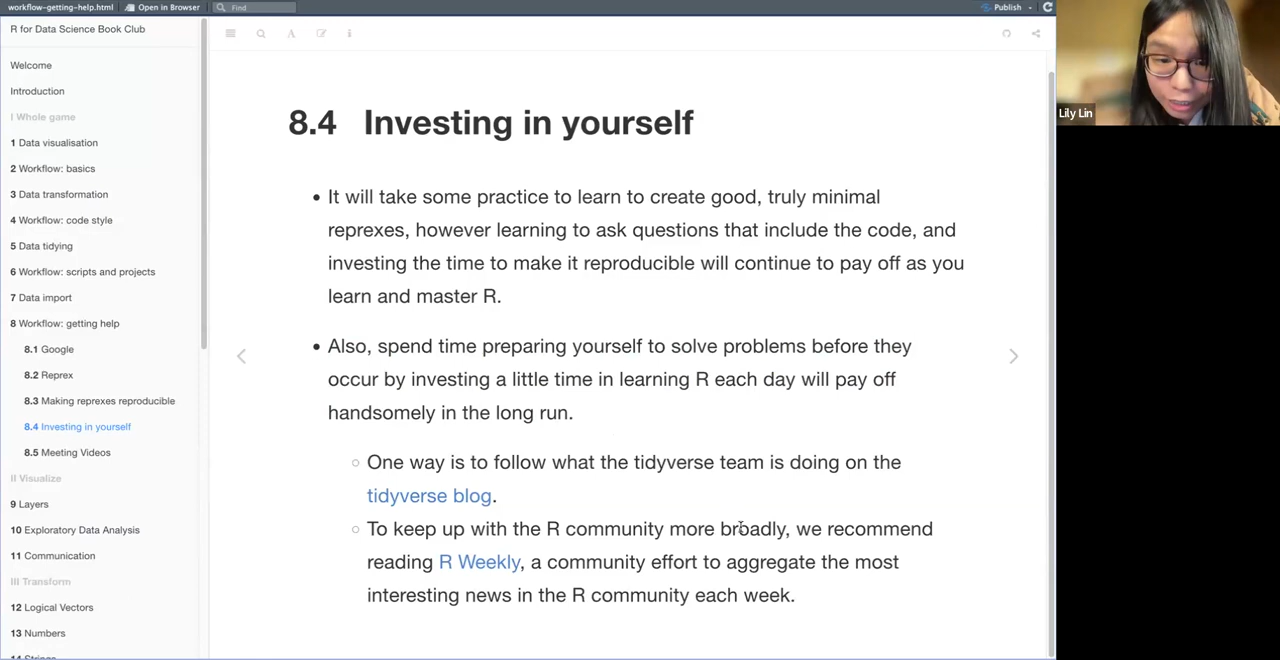 workflow-getting-help.html
Open in Browser
Find
Publish
R for Data Science Book Club
Welcome
Introduction
I Whole game
1 Data visualisation
2 Workflow: basics
3 Data transformation
4 Workflow: code style
5 Data tidying
6 Workflow: scripts and projects
7 Data import
8 Workflow: getting help
8.1 Google
8.2 Reprex
8.3 Making reprexes reproducible
8.4 Investing in yourself
8.5 Meeting Videos
II Visualize
9 Layers
10 Exploratory Data Analysis
11 Communication
III Transform
12 Logical Vectors
13 Numbers
14 Strings
8.4 Investing in yourself
It will take some practice to learn to create good, truly minimal
reprexes, however learning to ask questions that include the code, and
investing the time to make it reproducible will continue to pay off as you
learn and master R.
Also, spend time preparing yourself to solve problems before they
occur by investing a little time in learning R each day will pay off
handsomely in the long run.
One way is to follow what the tidyverse team is doing on the
tidyverse blog.
To keep up with the R community more broadly, we recommend
reading R Weekly, a community effort to aggregate the most
interesting news in the R community each week.
Lily Lin